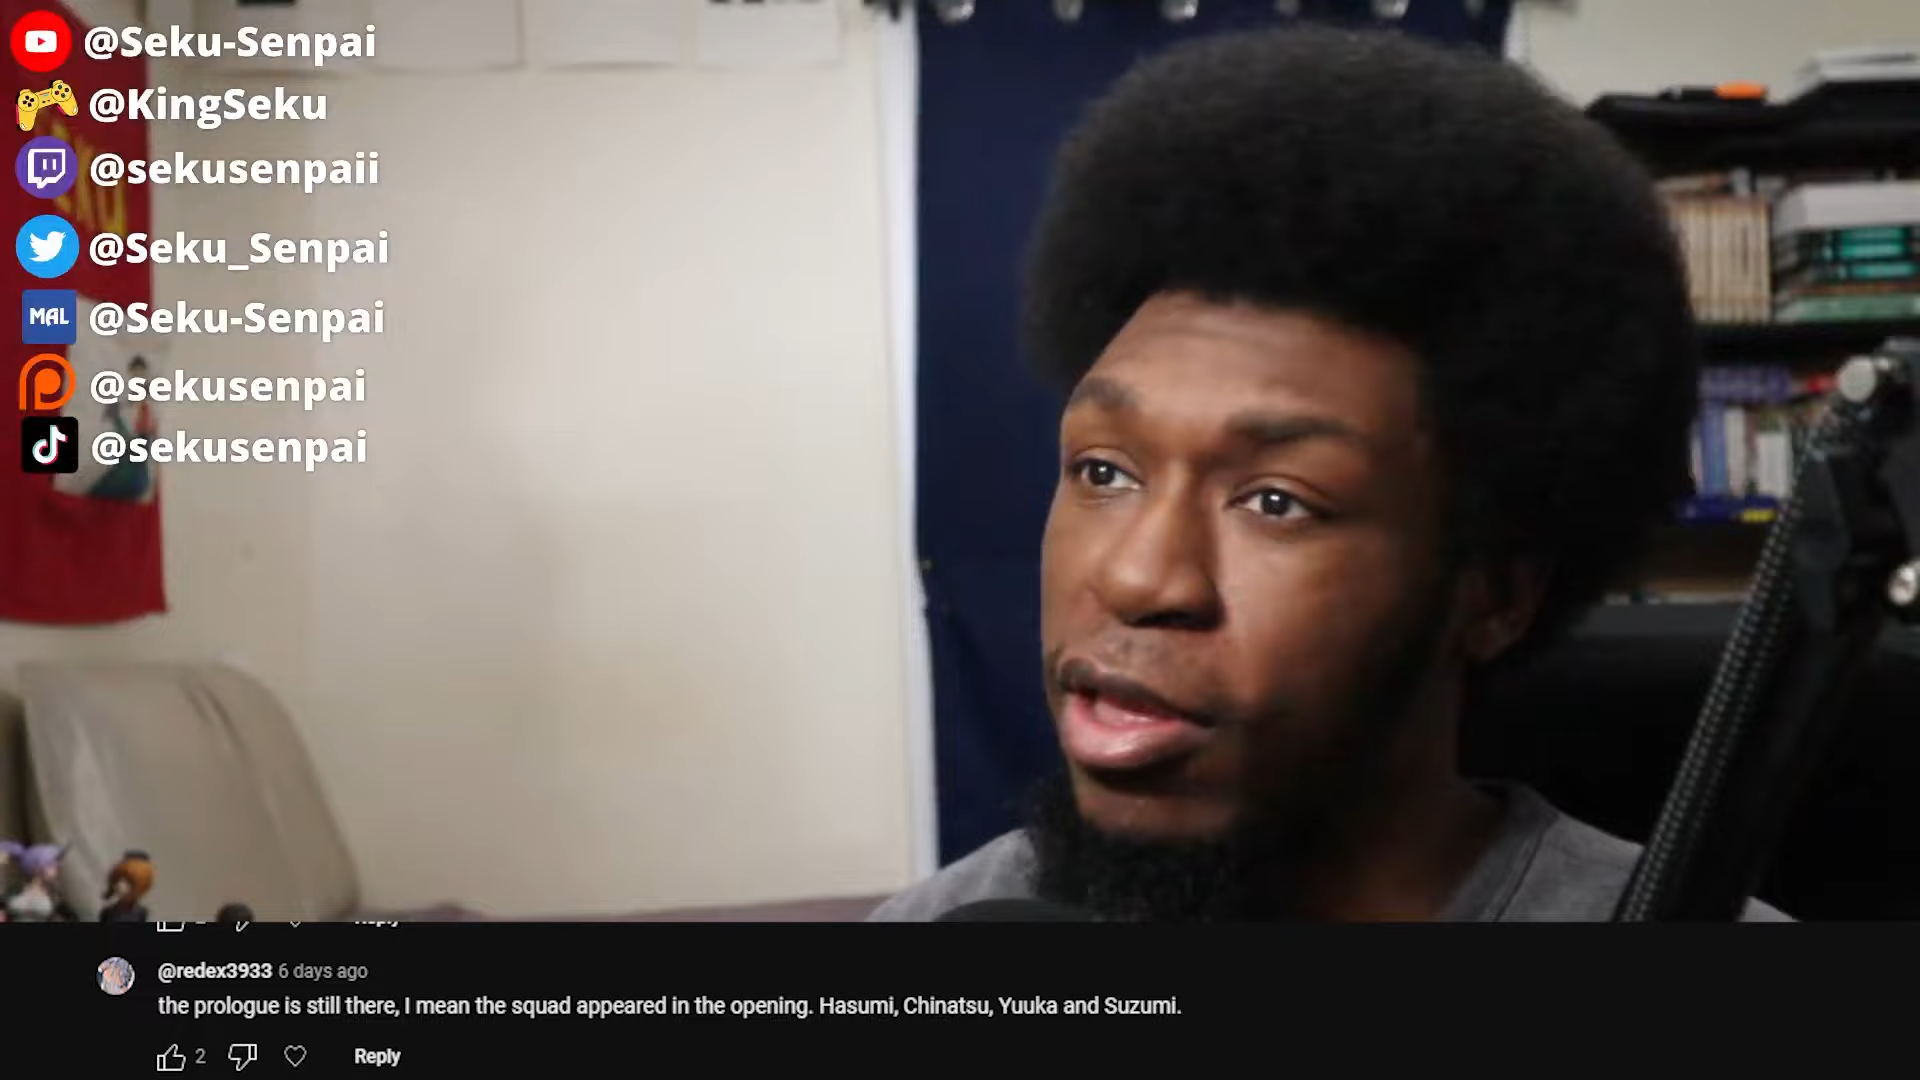 @Seku-Senpai
@KingSeku
@sekusenpaii
@Seku_Senpai
MAL @Seku-Senpai
@sekusenpai
@sekusenpai
Reply
@redex3933 6 days ago
the prologue is still there, I mean the squad appeared in the opening. Hasumi, Chinatsu, Yuuka and Suzumi.
2 Reply